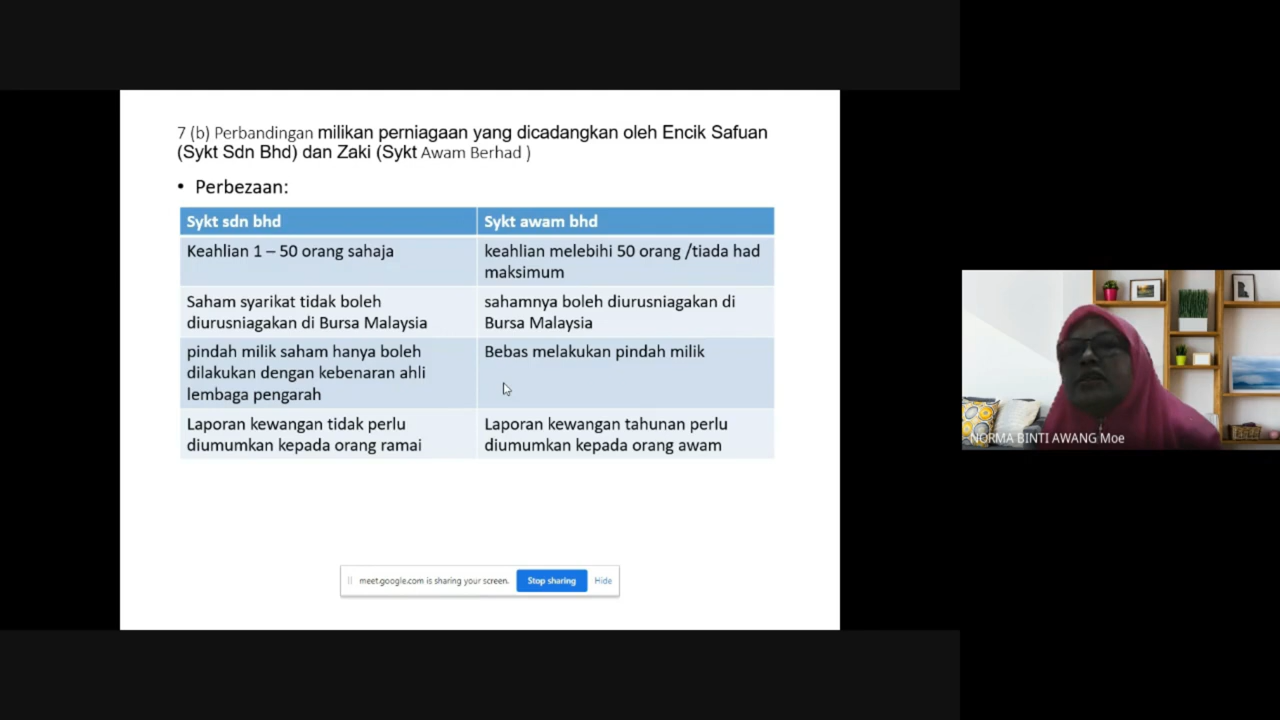 7 (b) Perbandingan milikan perniagaan yang dicadangkan oleh Encik Safuan
(Sykt Sdn Bhd) dan Zaki (Sykt Awam Berhad )
• Perbezaan:
Sykt sdn bhd
Sykt awam bhd
Keahlian 1 – 50 orang sahaja
keahlian melebihi 50 orang /tiada had
maksimum
Saham syarikat tidak boleh
diurusniagakan di Bursa Malaysia
sahamnya boleh diurusniagakan di
Bursa Malaysia
pindah milik saham hanya boleh
dilakukan dengan kebenaran ahli
lembaga pengarah
Bebas melakukan pindah milik
Laporan kewangan tidak perlu
diumumkan kepada orang ramai
Laporan kewangan tahunan perlu
diumumkan kepada orang awam
meet.google.com is sharing your screen.
Stop sharing
Hide
NORMA BINTI AWANG Moe